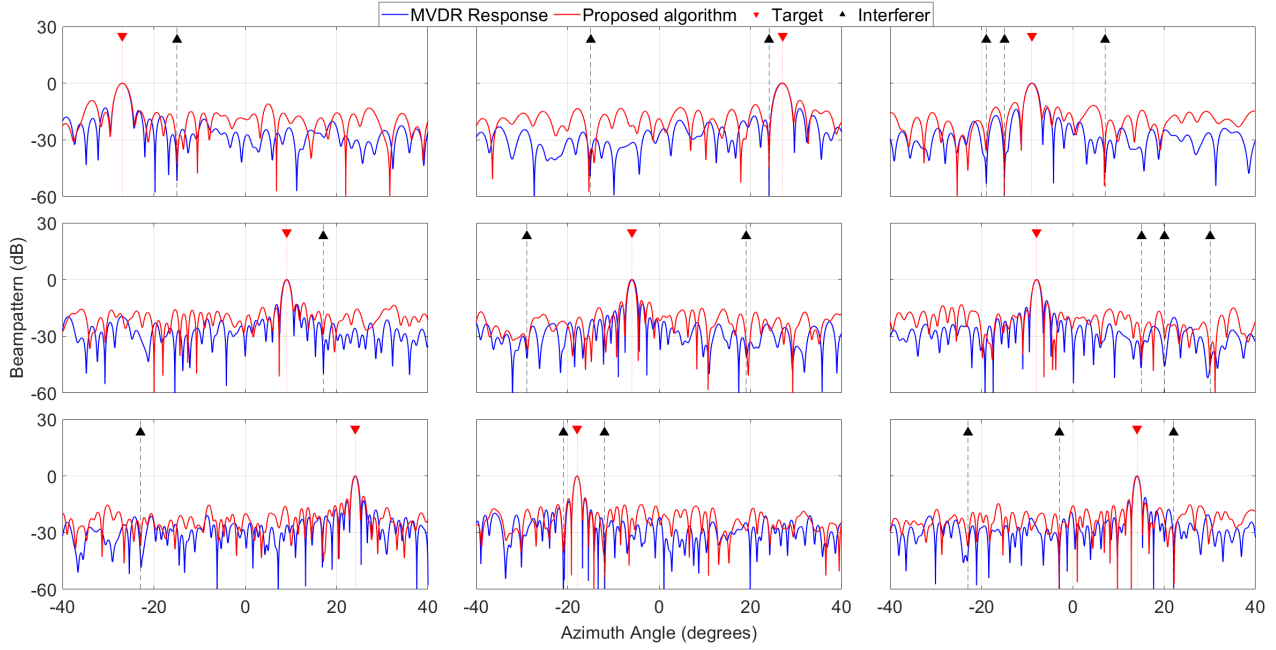 MVDR Response Proposed algorithm Target Interferer
30 0 -30 -60
30 0 -30 -60
Beampattern (dB)
30 0 -30 -60
-40 -20 0 20 40 -40 -20 0 20 40 -40 -20 0 20 40
Azimuth Angle (degrees)